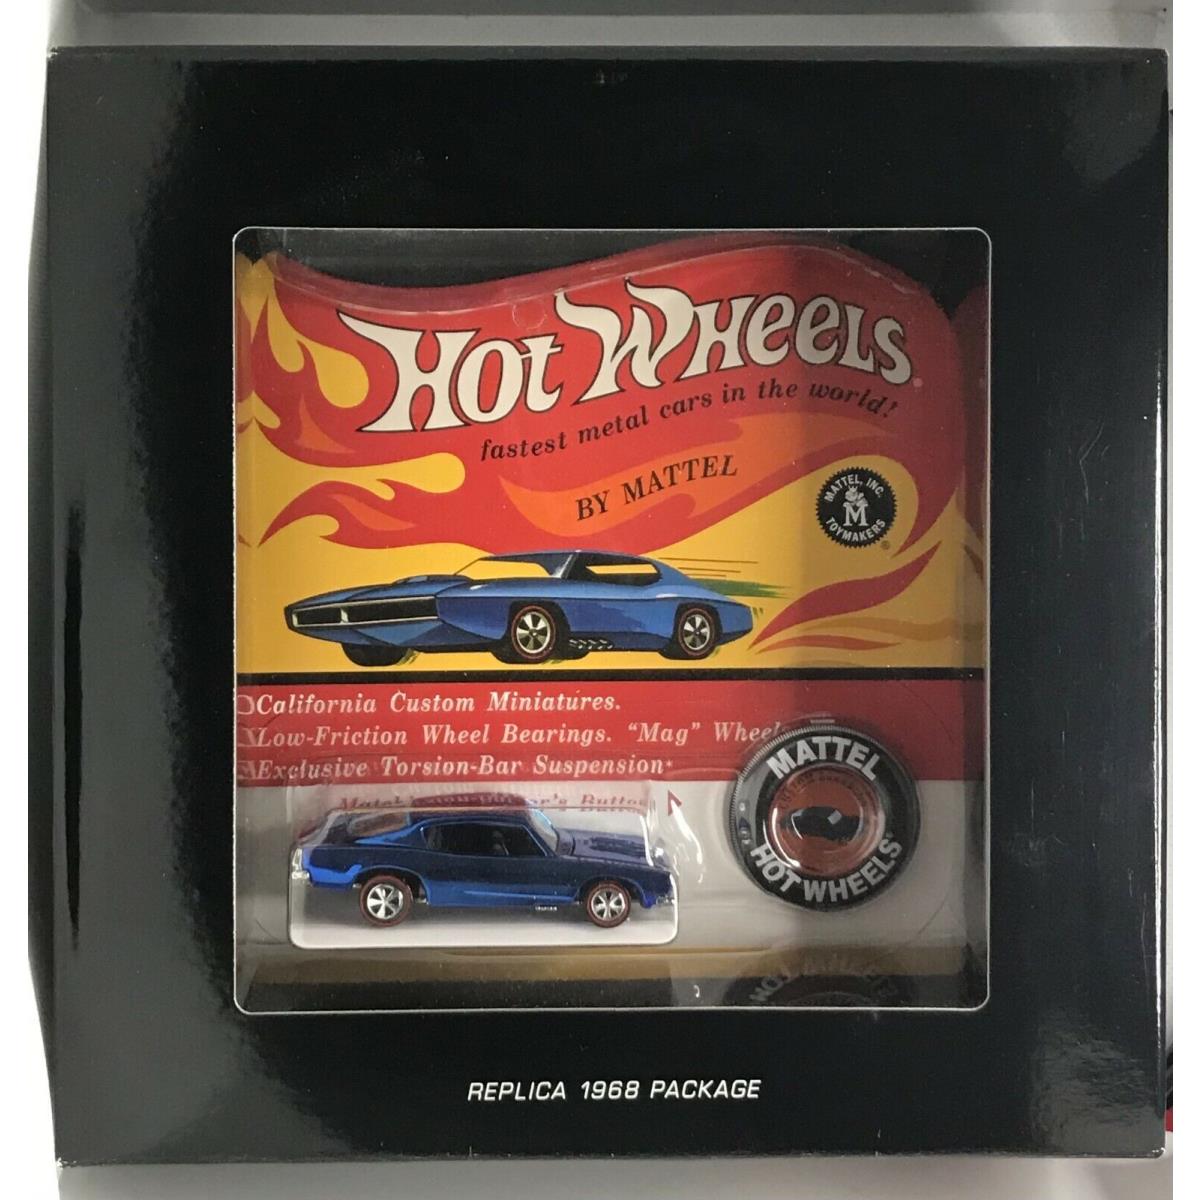 Hot Wheels
fastest metal cars in the world!
BY MATTEL
MATTEL, INC.
M
TOYMAKERS
®
California Custom Miniatures.
Low-Friction Wheel Bearings. "Mag" Wheel
Exclusive Torsion-Bar Suspension*
MATTEL
HOT WHEELS
REPLICA 1968 PACKAGE